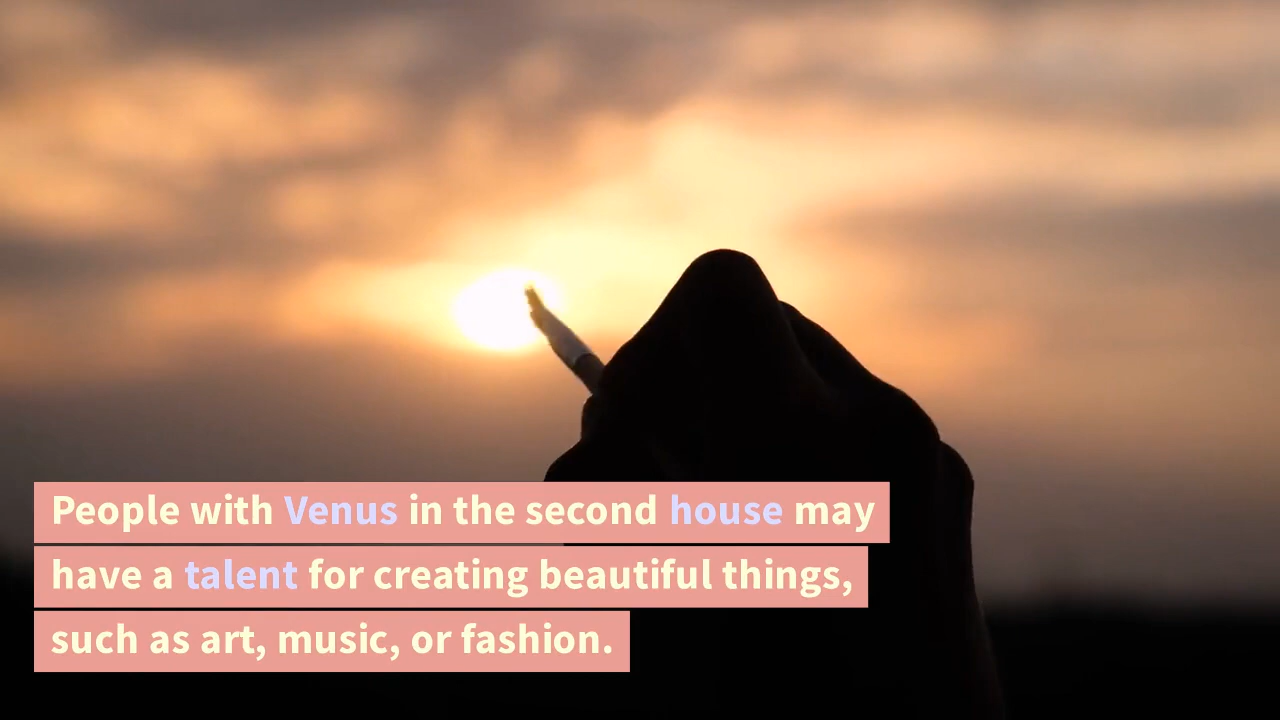 People with Venus in the second house may
have a talent for creating beautiful things,
such as art, music, or fashion.